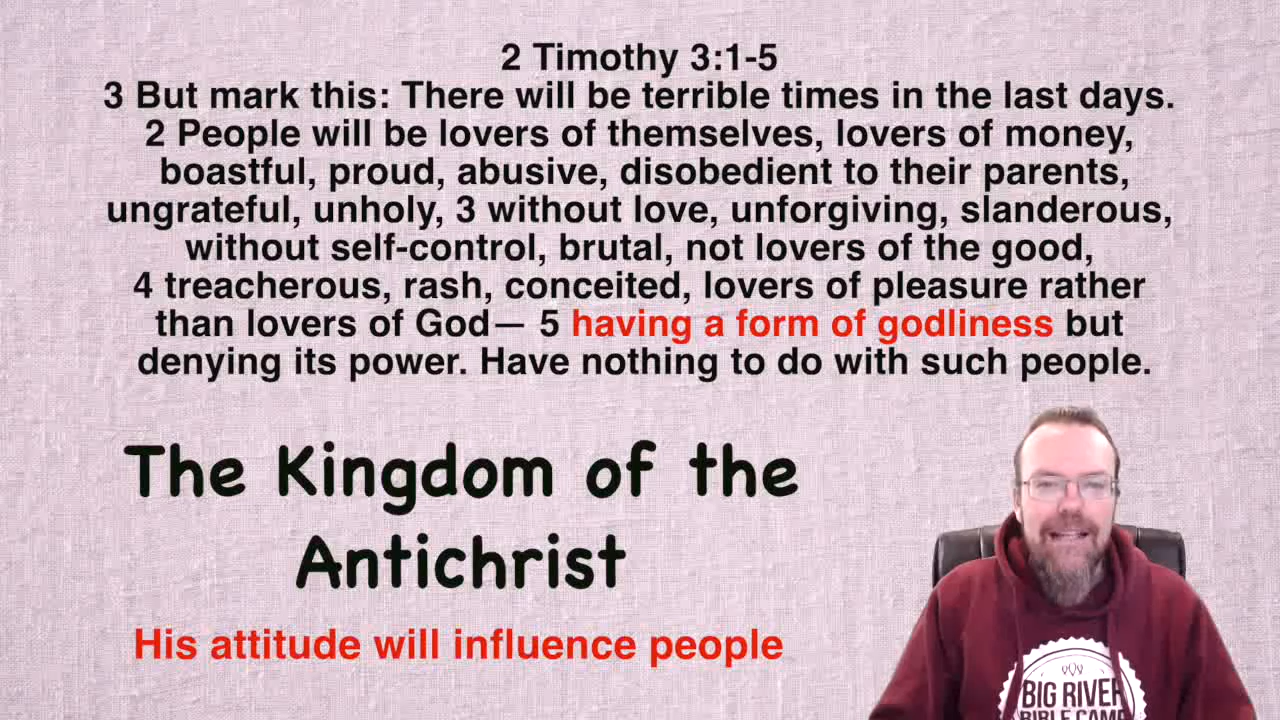 2 Timothy 3:1-5
3 But mark this: There will be terrible times in the last days.
2 People will be lovers of themselves, lovers of money,
boastful, proud, abusive, disobedient to their parents,
ungrateful, unholy, 3 without love, unforgiving, slanderous,
without self-control, brutal, not lovers of the good,
4 treacherous, rash, conceited, lovers of pleasure rather
than lovers of God— 5 having a form of godliness but
denying its power. Have nothing to do with such people.
The Kingdom of the
Antichrist
His attitude will influence people
BIG RIVER
BIBLE CAMP